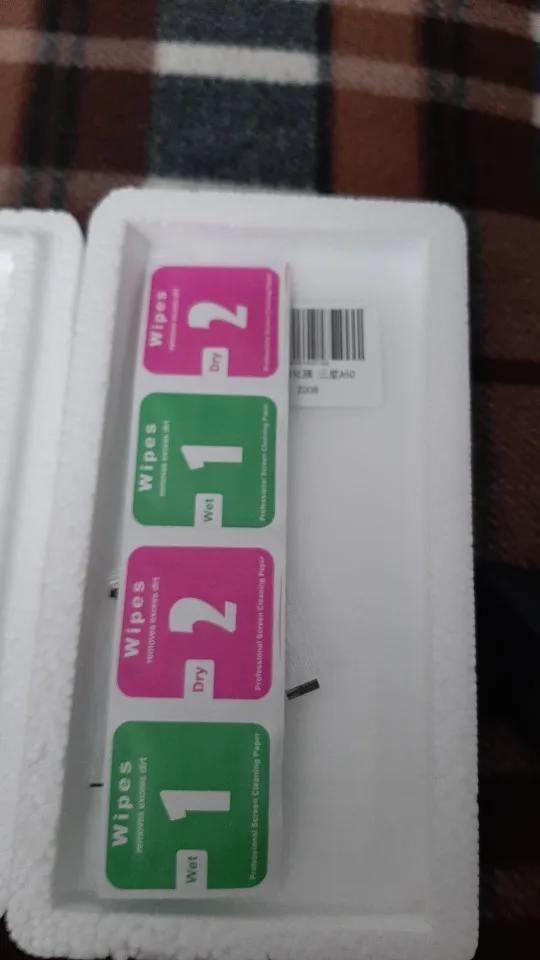 Wipes
removes excess dirt
2
Dry
Professional Screen Cleaning Paper
Wipes
removes excess dirt
1
Wet
Professional Screen Cleaning Paper
Wipes
removes excess dirt
2
Dry
Professional Screen Cleaning Paper
Wipes
removes excess dirt
1
Wet
Professional Screen Cleaning Paper
化膜 三星A50